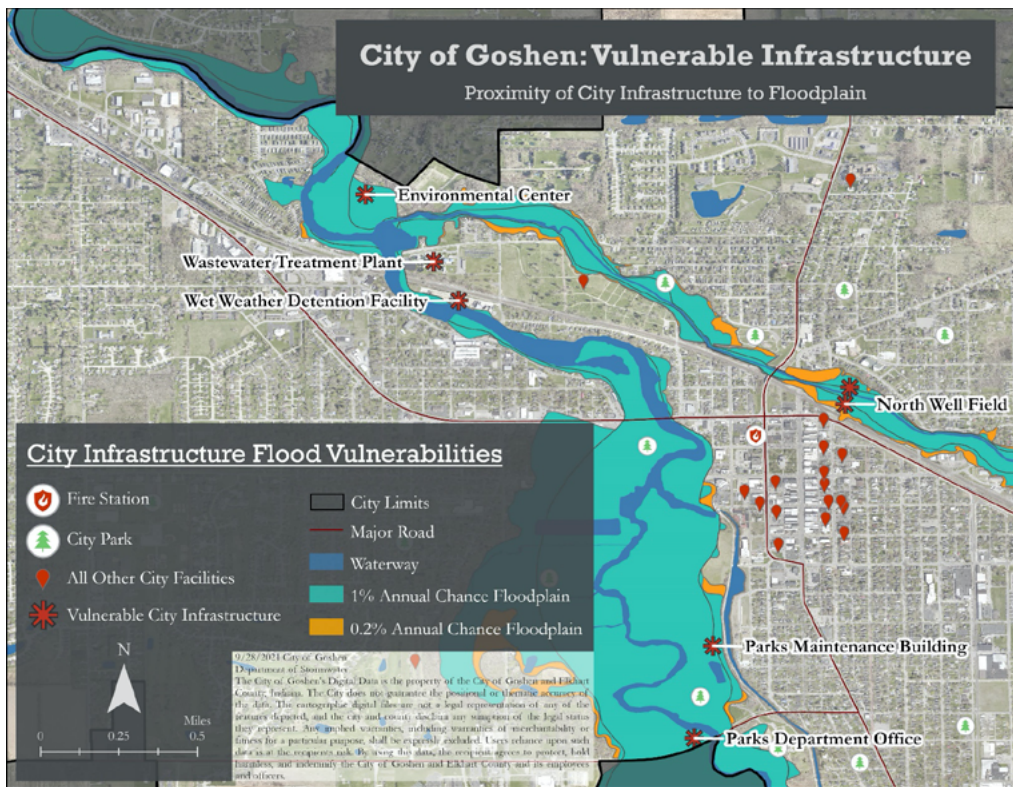 City of Goshen: Vulnerable Infrastructure
Proximity of City Infrastructure to Floodplain
Environmental Center
Wastewater Treatment Plant
Wet Weather Detention Facility
North Well Field
City Infrastructure Flood Vulnerabilities
Fire Station
City Park
All Other City Facilities
Vulnerable City Infrastructure
City Limits
Major Road
Waterway
1% Annual Chance Floodplain
0.2% Annual Chance Floodplain
Parks Maintenance Building
Parks Department Office
N
Miles
0 0.25 0.5
9/28/2021 City of Goshen
Department of Stormwater
The City of Goshen's Digital Data is the property of the City of Goshen and Elkhart
County, Indiana. The City does not guarantee the positional or thematic accuracy of
the data. The cartographic digital files are not a legal representation of any of the
features depicted, and the city and county disclaim any sumption of the legal status
they represent. Any implied warranties, including warranties of merchantability or
fitness for a particular purpose, shall be expressly excluded. Users reliance upon such
data is at the recipients risk. By using this data, the recipient agrees to protect, hold
harmless, and indemnify the City of Goshen and Elkhart County and its employees
and officers.